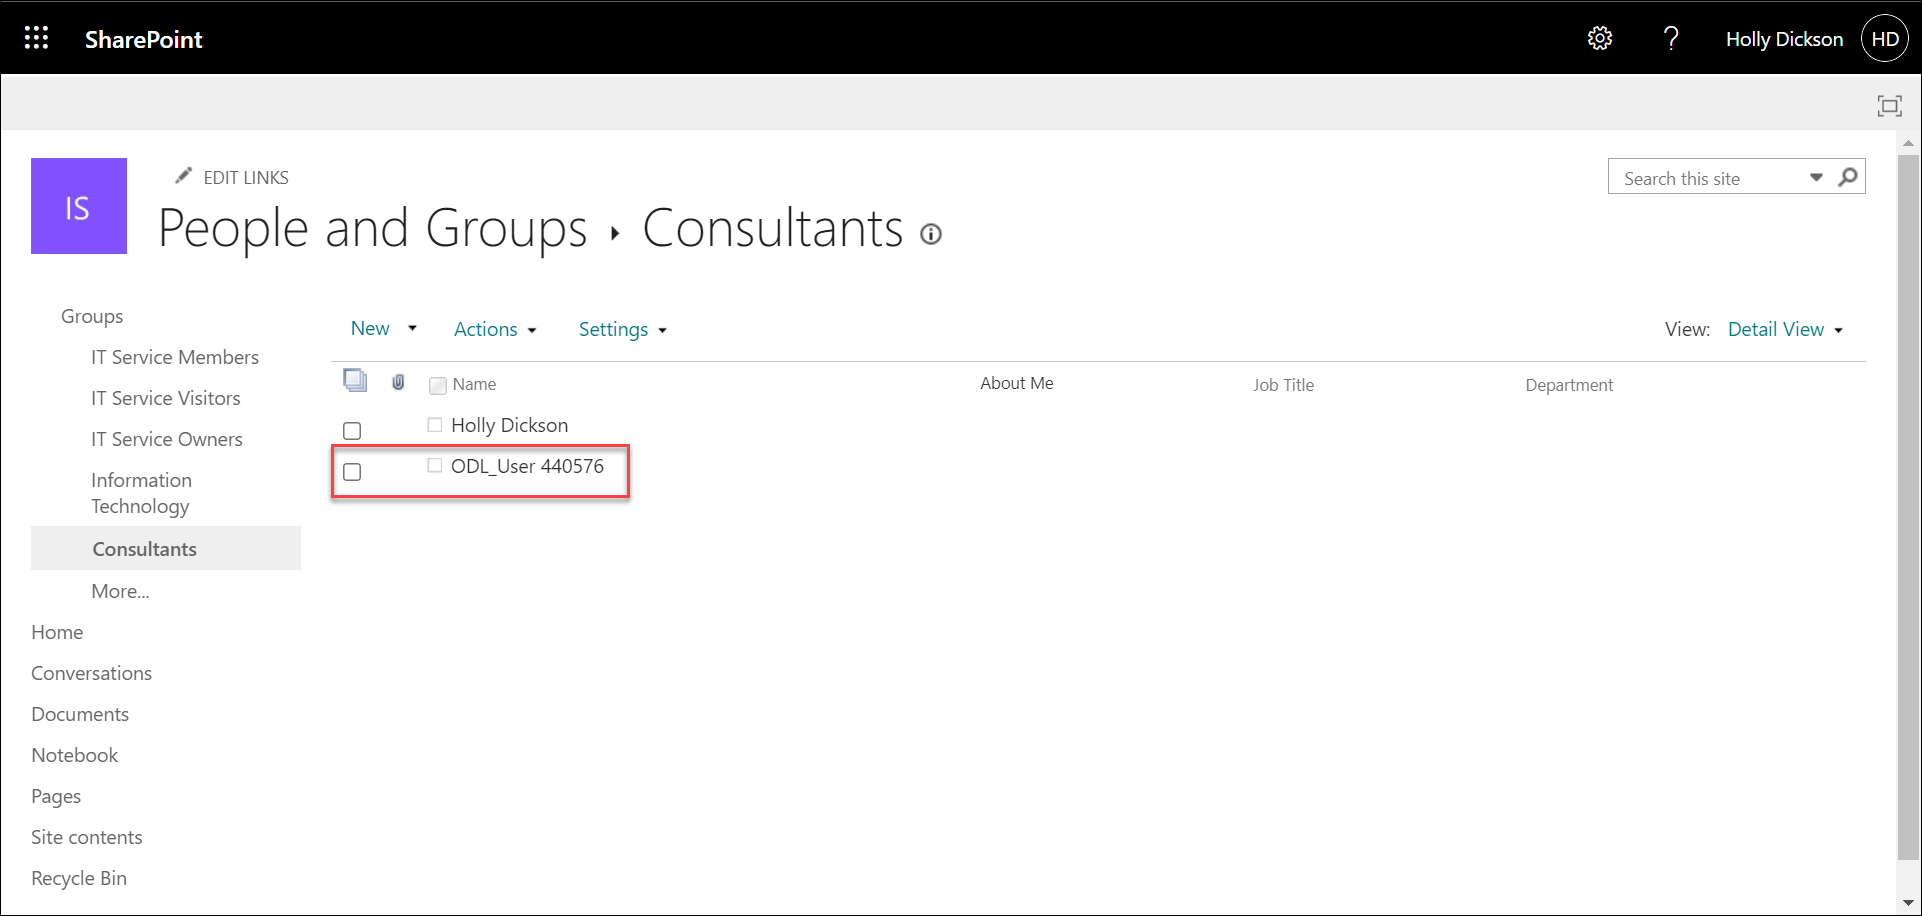 SharePoint
Holly Dickson HD
EDIT LINKS
Search this site
IS
People and Groups ▸ Consultants
Groups
IT Service Members
IT Service Visitors
IT Service Owners
Information
Technology
Consultants
More...
Home
Conversations
Documents
Notebook
Pages
Site contents
Recycle Bin
New Actions Settings View: Detail View
Name About Me Job Title Department
Holly Dickson
ODL_User 440576